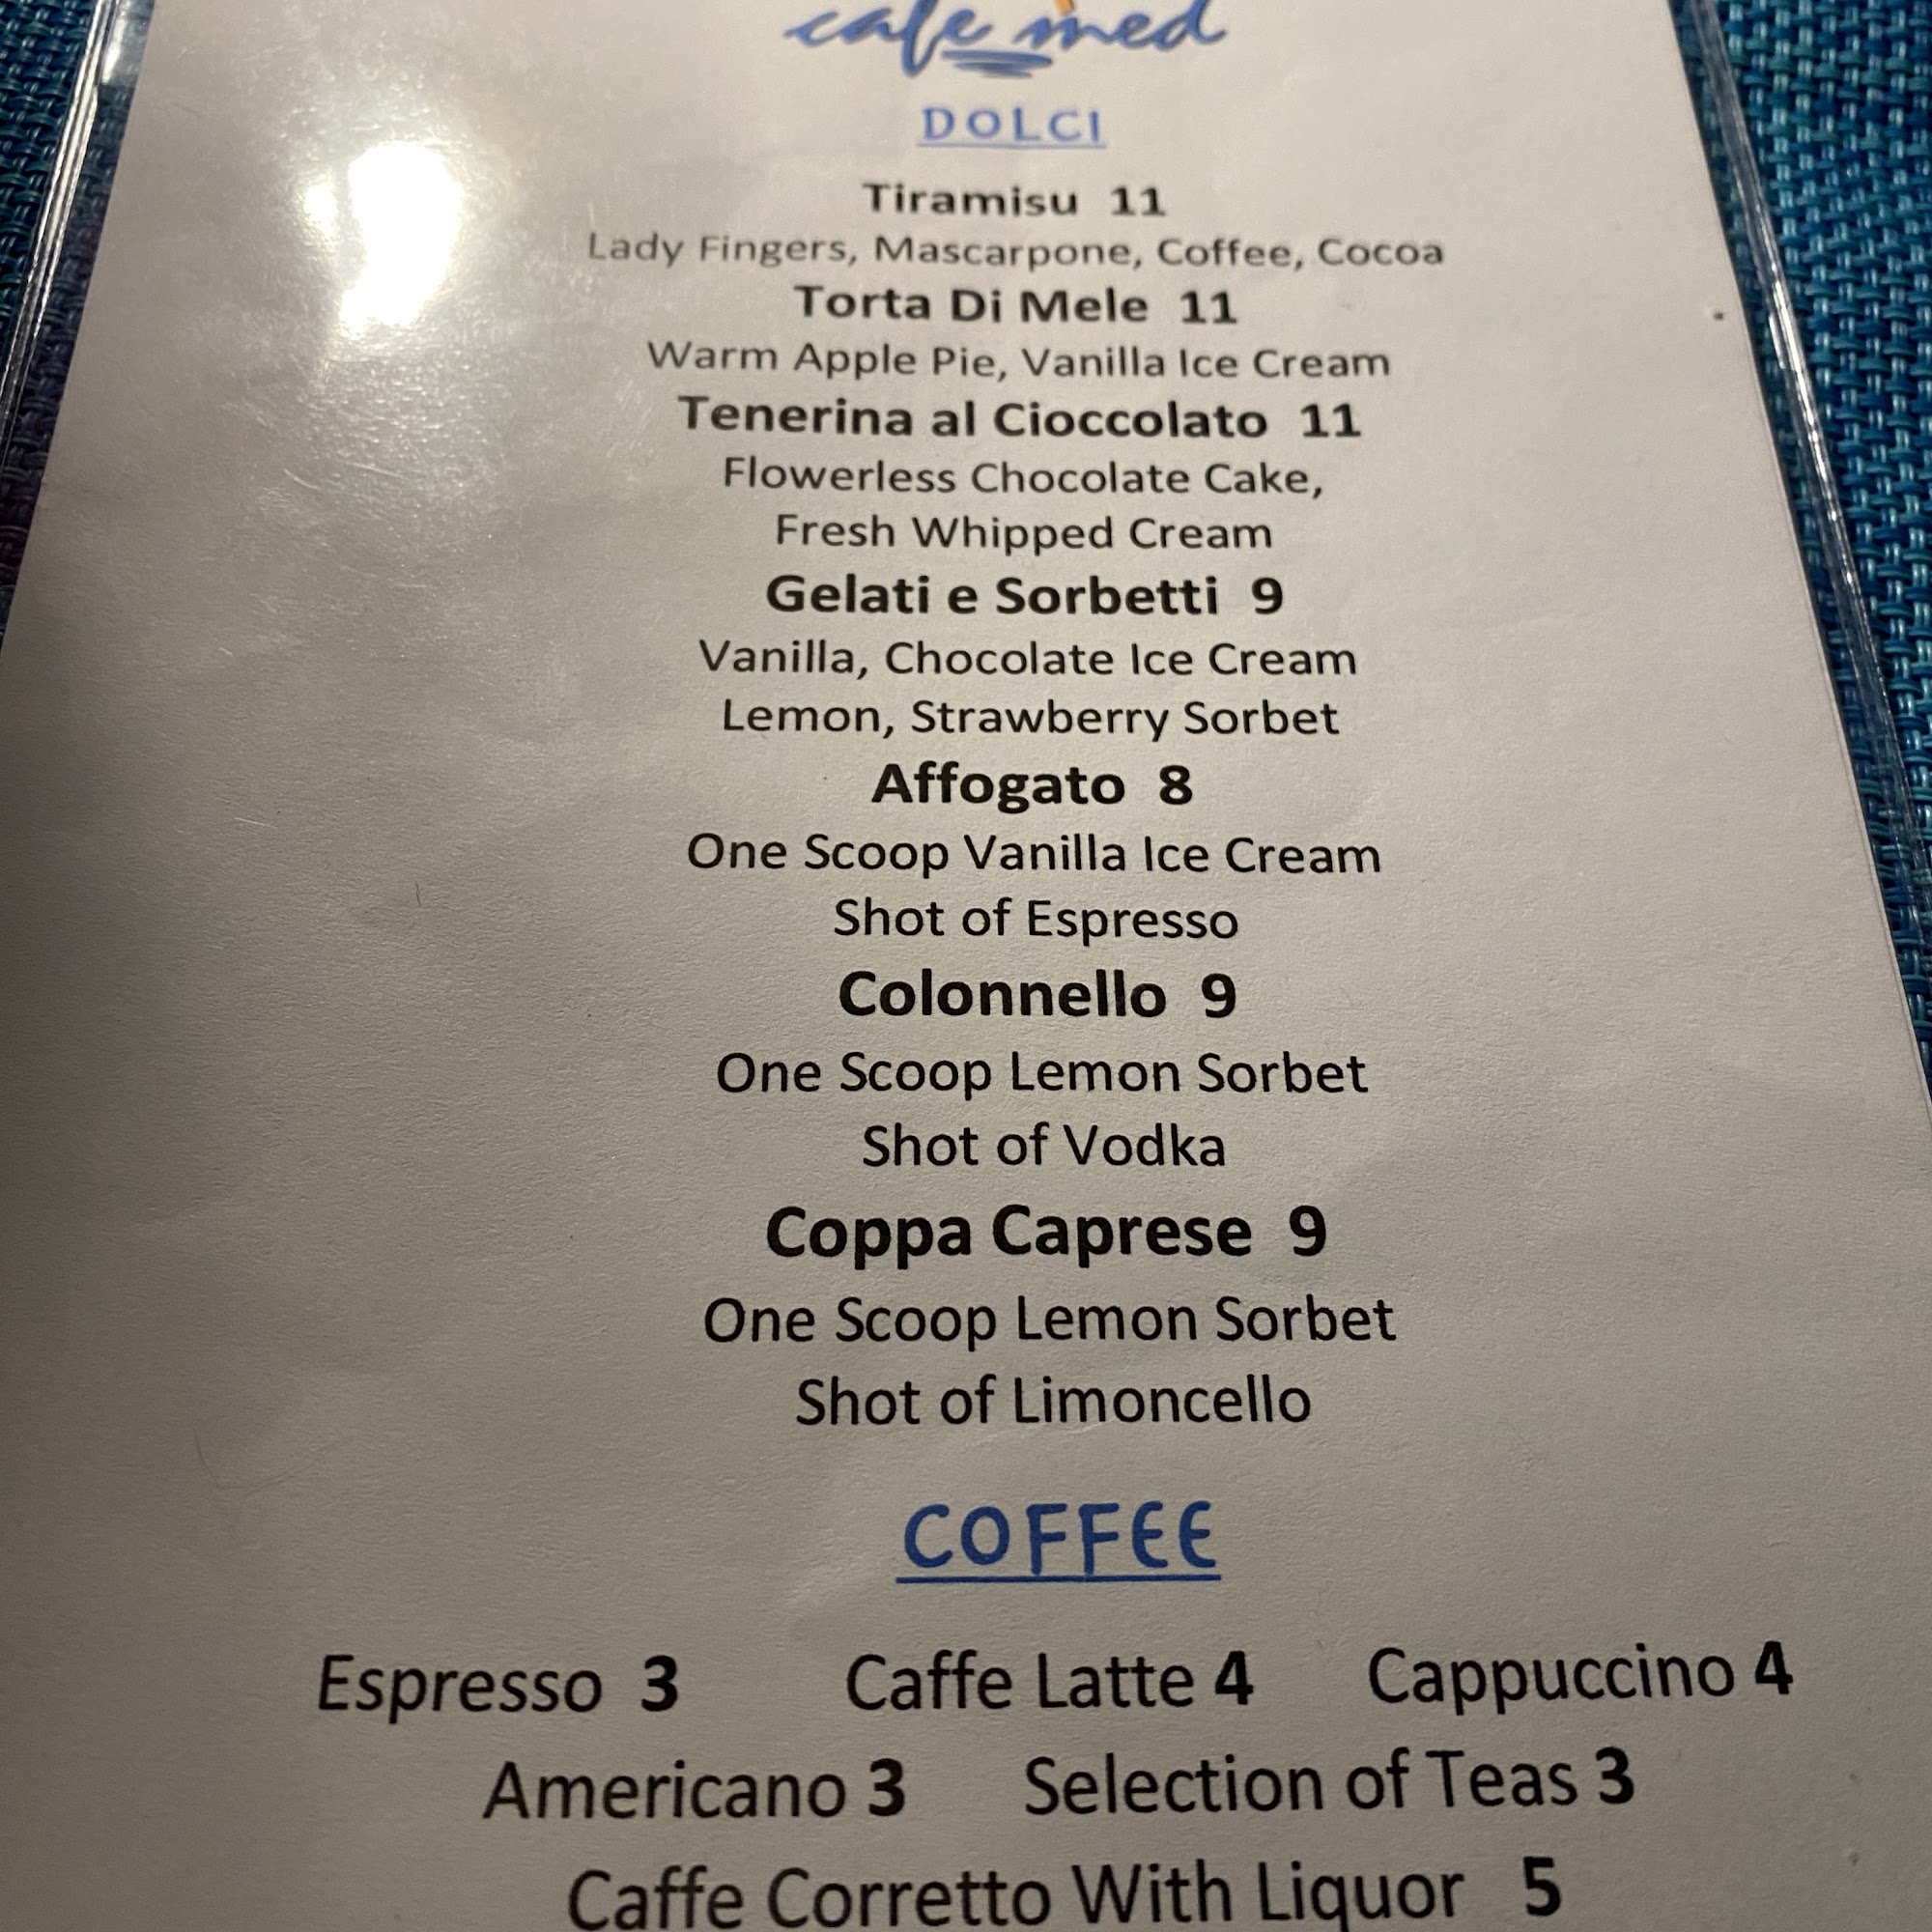 cafe med
DOLCI
Tiramisu 11
Lady Fingers, Mascarpone, Coffee, Cocoa
Torta Di Mele 11
Warm Apple Pie, Vanilla Ice Cream
Tenerina al Cioccolato 11
Flowerless Chocolate Cake,
Fresh Whipped Cream
Gelati e Sorbetti 9
Vanilla, Chocolate Ice Cream
Lemon, Strawberry Sorbet
Affogato 8
One Scoop Vanilla Ice Cream
Shot of Espresso
Colonnello 9
One Scoop Lemon Sorbet
Shot of Vodka
Coppa Caprese 9
One Scoop Lemon Sorbet
Shot of Limoncello
COFFEE
Espresso 3 Caffe Latte 4 Cappuccino 4
Americano 3 Selection of Teas 3
Caffe Corretto With Liquor 5